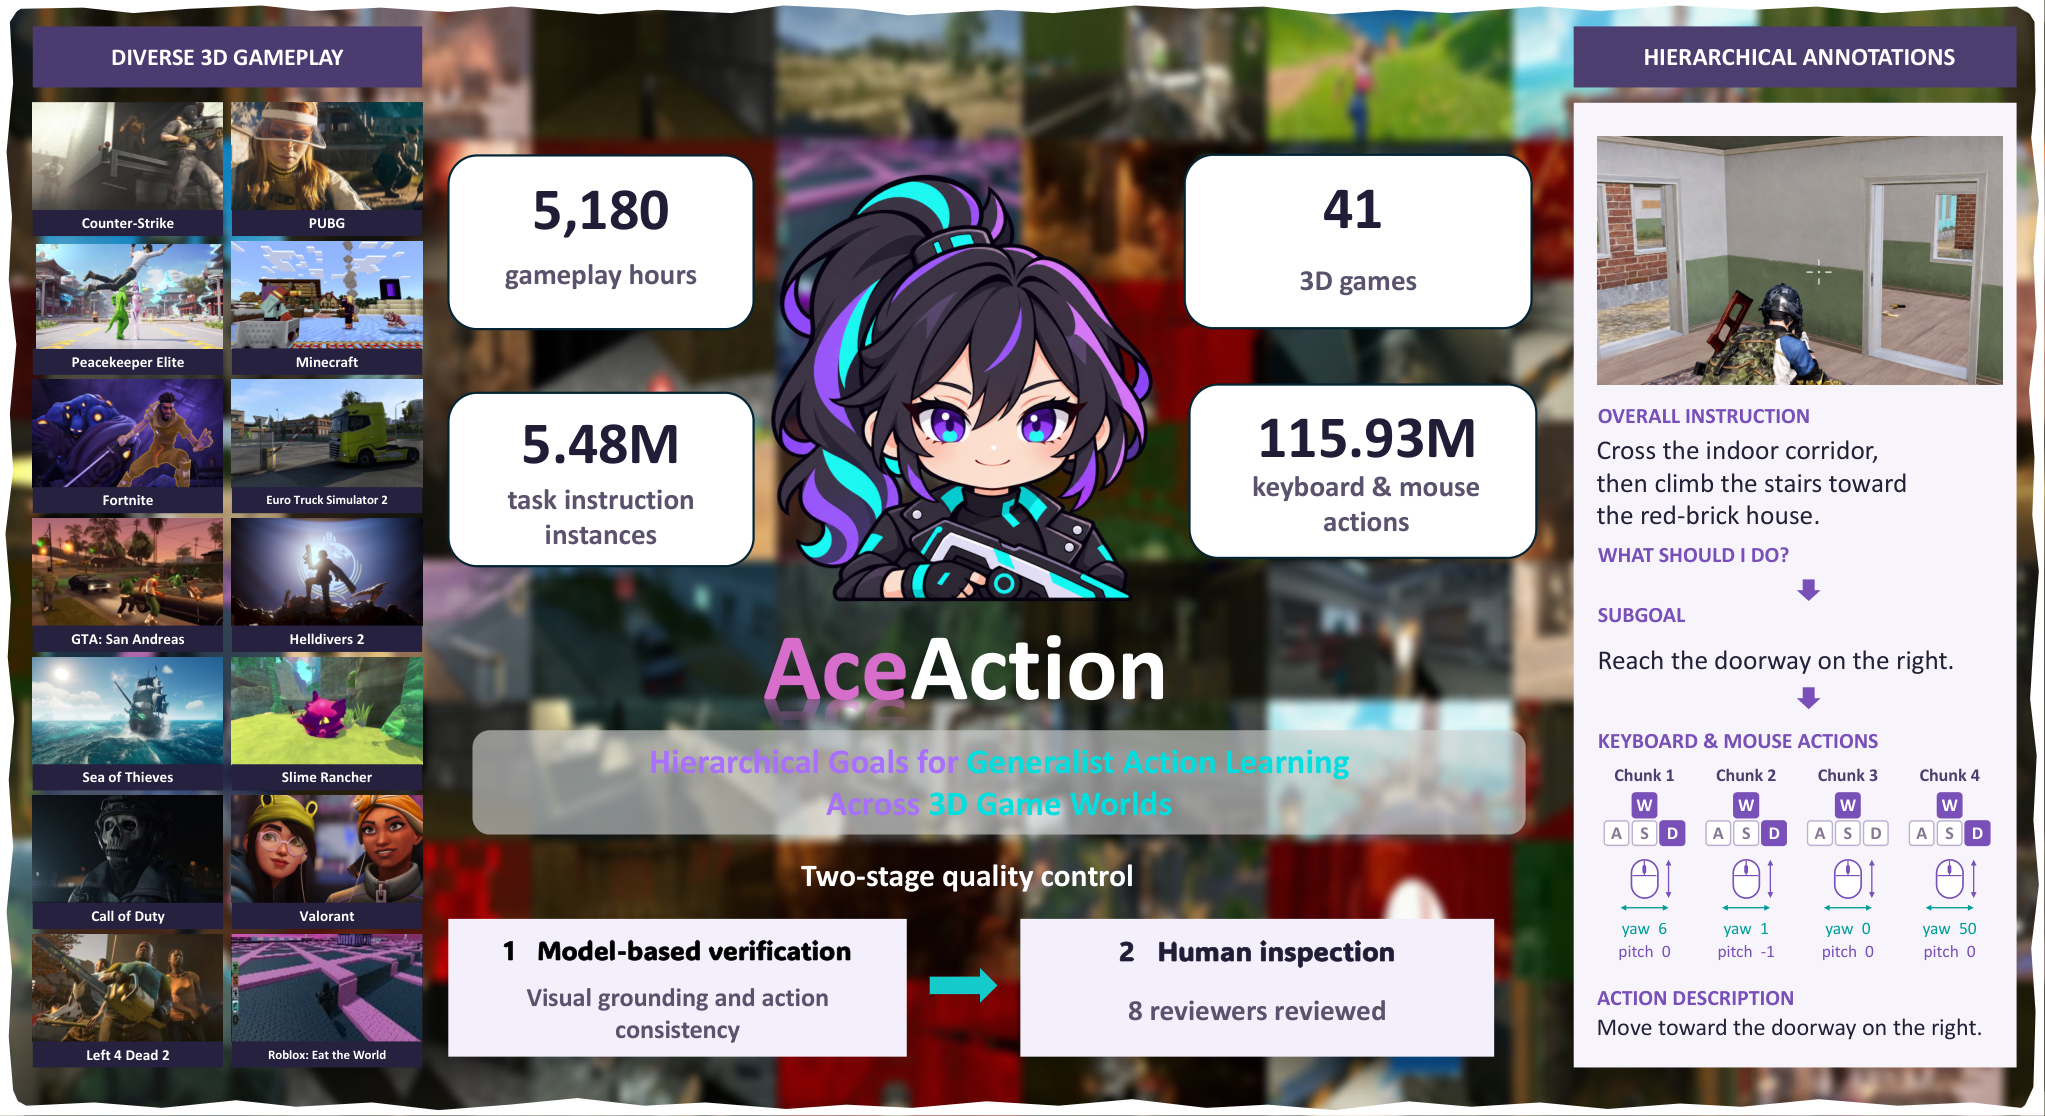 DIVERSE 3D GAMEPLAY
Counter-Strike
PUBG
Peacekeeper Elite
Minecraft
Fortnite
Euro Truck Simulator 2
GTA: San Andreas
Helldivers 2
Sea of Thieves
Slime Rancher
Call of Duty
Valorant
Left 4 Dead 2
Roblox: Eat the World
5,180
gameplay hours
41
3D games
5.48M
task instruction
instances
115.93M
keyboard & mouse
actions
AceAction
Hierarchical Goals for Generalist Action Learning
Across 3D Game Worlds
Two-stage quality control
1 Model-based verification
Visual grounding and action
consistency
2 Human inspection
8 reviewers reviewed
HIERARCHICAL ANNOTATIONS
OVERALL INSTRUCTION
Cross the indoor corridor,
then climb the stairs toward
the red-brick house.
WHAT SHOULD I DO?
SUBGOAL
Reach the doorway on the right.
KEYBOARD & MOUSE ACTIONS
Chunk 1 Chunk 2 Chunk 3 Chunk 4
W W W W
A S D A S D A S D A S D
yaw 6 yaw 1 yaw 0 yaw 50
pitch 0 pitch -1 pitch 0 pitch 0
ACTION DESCRIPTION
Move toward the doorway on the right.